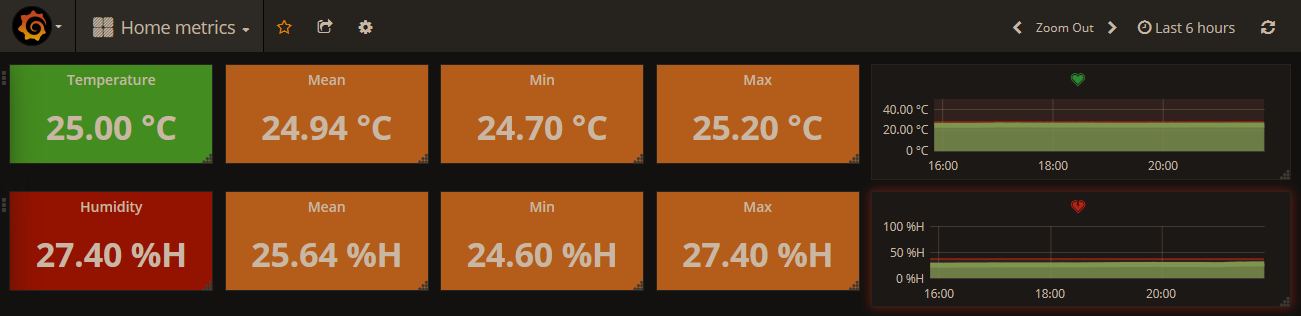 Home metrics
Zoom Out
Last 6 hours
Temperature
25.00 °C
Mean
24.94 °C
Min
24.70 °C
Max
25.20 °C
40.00 °C
20.00 °C
0 °C
16:00 18:00 20:00
Humidity
27.40 %H
Mean
25.64 %H
Min
24.60 %H
Max
27.40 %H
100 %H
50 %H
0 %H
16:00 18:00 20:00